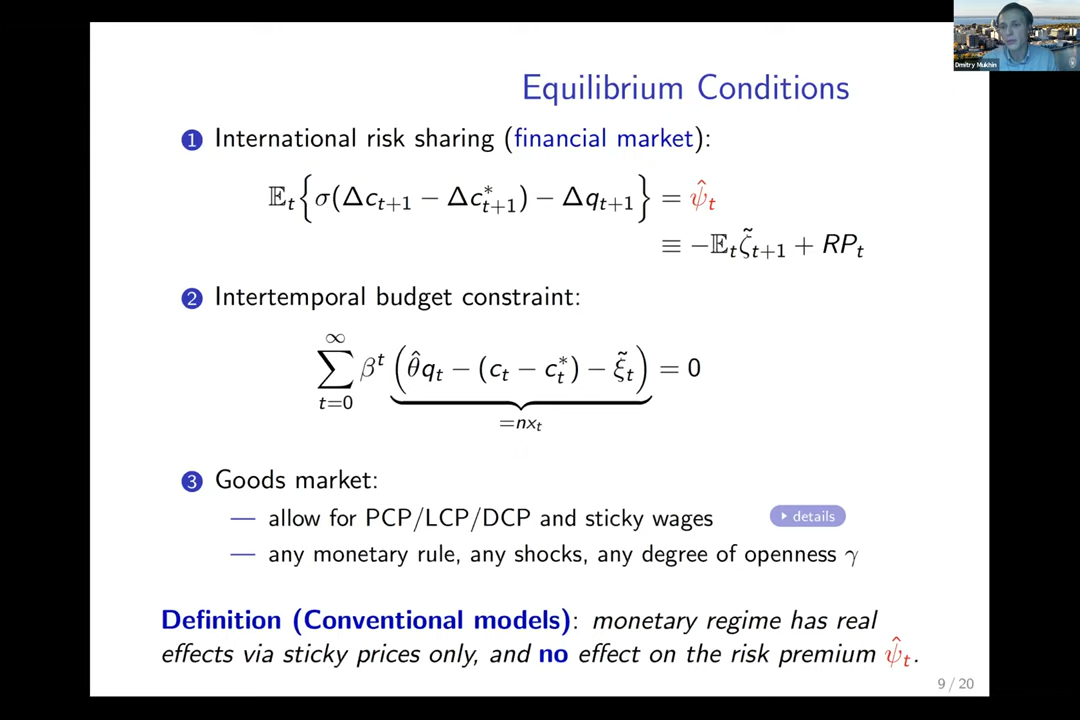 Dmitry Mukhin
Equilibrium Conditions
1 International risk sharing (financial market):
𝔼ₜ{σ(Δcₜ₊₁ − Δc*ₜ₊₁) − Δqₜ₊₁} = ψ̂ₜ
≡ −𝔼ₜζ̃ₜ₊₁ + RPₜ
2 Intertemporal budget constraint:
∑_{t=0}^{∞} βᵗ (θ̂qₜ − (cₜ − c*ₜ) − ξ̃ₜ) = 0
=nxₜ
3 Goods market:
— allow for PCP/LCP/DCP and sticky wages ▸ details
— any monetary rule, any shocks, any degree of openness γ
Definition (Conventional models): monetary regime has real
effects via sticky prices only, and no effect on the risk premium ψ̂ₜ.
9 / 20